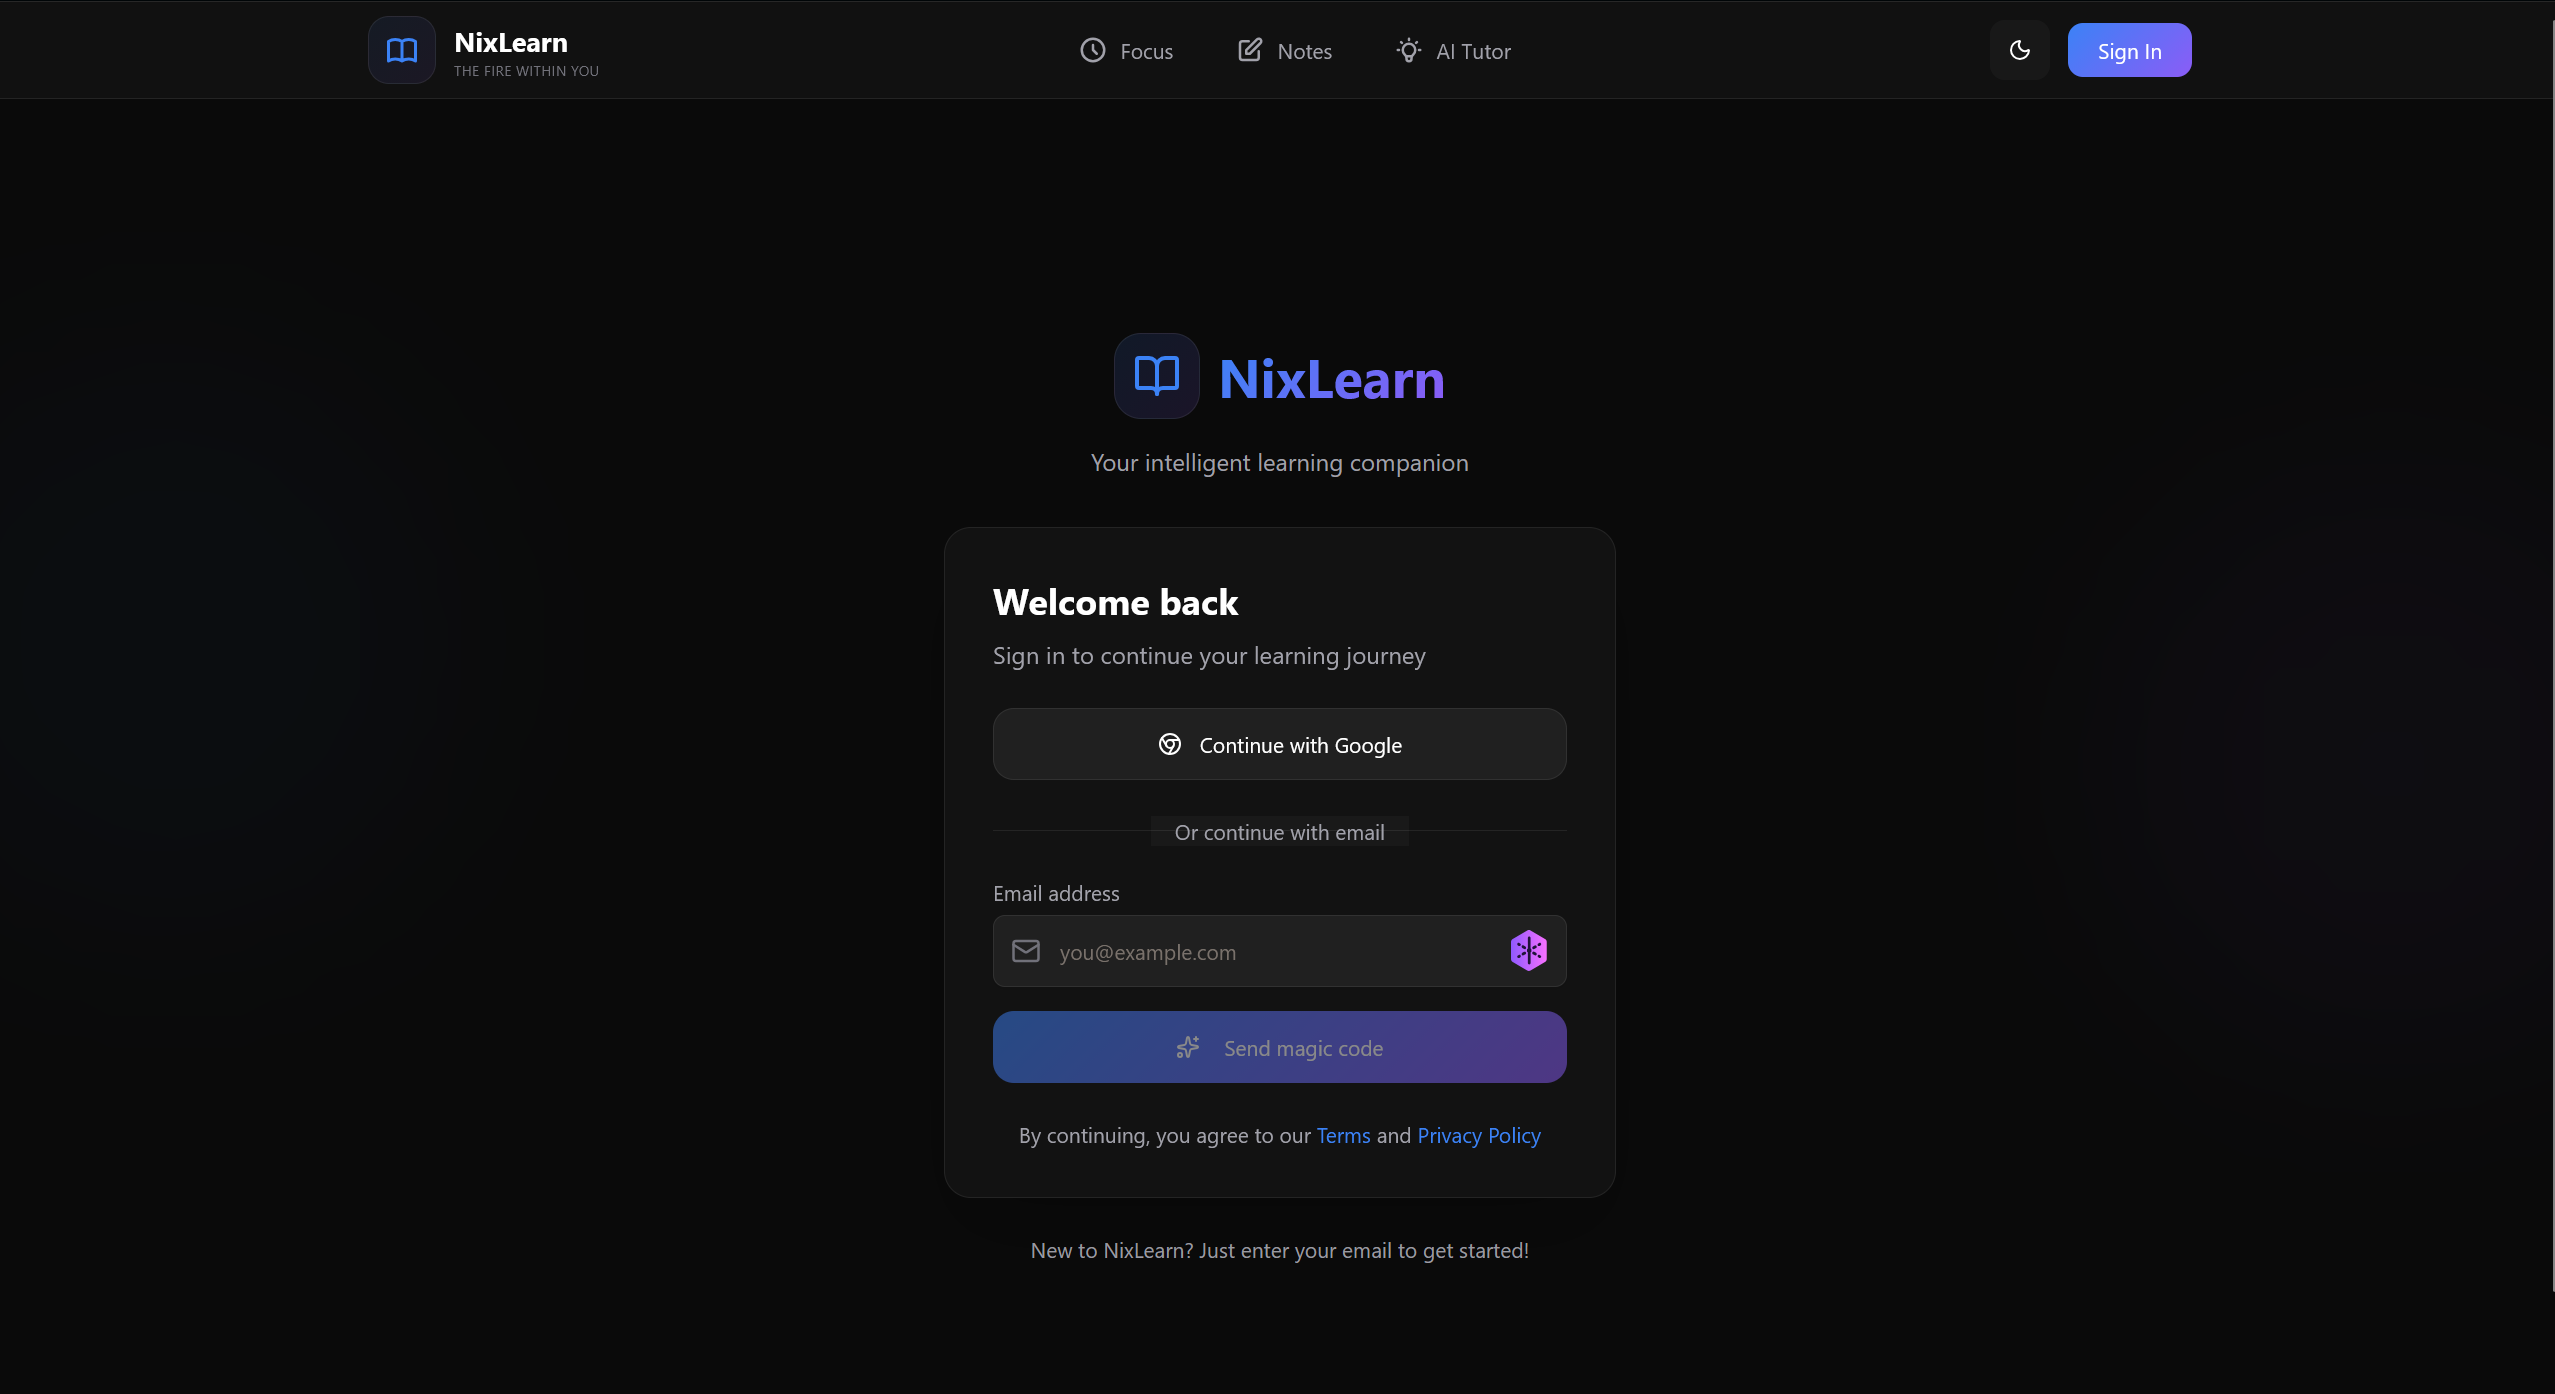 NixLearn
THE FIRE WITHIN YOU
Focus
Notes
AI Tutor
Sign In
NixLearn
Your intelligent learning companion
Welcome back
Sign in to continue your learning journey
Continue with Google
Or continue with email
Email address
you@example.com
Send magic code
By continuing, you agree to our Terms and Privacy Policy
New to NixLearn? Just enter your email to get started!